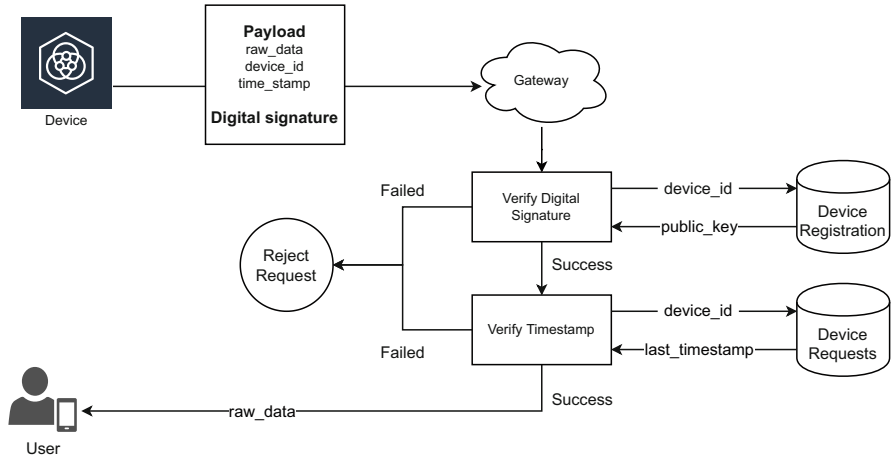 Payload
raw_data
device_id
time_stamp
Digital signature
Device
Gateway
Failed
Verify Digital
Signature
device_id
public_key
Device
Registration
Reject
Request
Success
Verify Timestamp
device_id
last_timestamp
Device
Requests
Failed
Success
raw_data
User